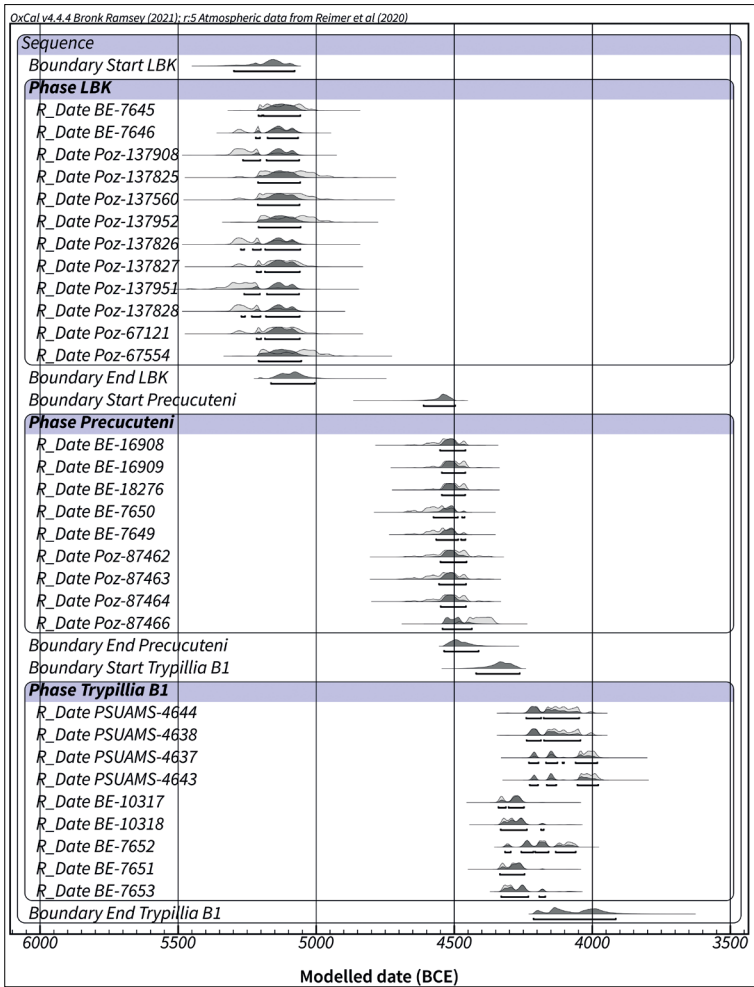 OxCal v4.4.4 Bronk Ramsey (2021); r:5 Atmospheric data from Reimer et al (2020)
Sequence
Boundary Start LBK
Phase LBK
R_Date BE-7645
R_Date BE-7646
R_Date Poz-137908
R_Date Poz-137825
R_Date Poz-137560
R_Date Poz-137952
R_Date Poz-137826
R_Date Poz-137827
R_Date Poz-137951
R_Date Poz-137828
R_Date Poz-67121
R_Date Poz-67554
Boundary End LBK
Boundary Start Precucuteni
Phase Precucuteni
R_Date BE-16908
R_Date BE-16909
R_Date BE-18276
R_Date BE-7650
R_Date BE-7649
R_Date Poz-87462
R_Date Poz-87463
R_Date Poz-87464
R_Date Poz-87466
Boundary End Precucuteni
Boundary Start Trypillia B1
Phase Trypillia B1
R_Date PSUAMS-4644
R_Date PSUAMS-4638
R_Date PSUAMS-4637
R_Date PSUAMS-4643
R_Date BE-10317
R_Date BE-10318
R_Date BE-7652
R_Date BE-7651
R_Date BE-7653
Boundary End Trypillia B1
6000 5500 5000 4500 4000 3500
Modelled date (BCE)